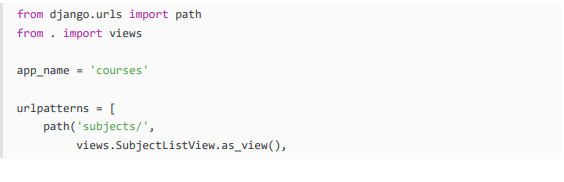 from django.urls import path
from . import views

app_name = 'courses'

urlpatterns = [
    path('subjects/',
         views.SubjectListView.as_view(),